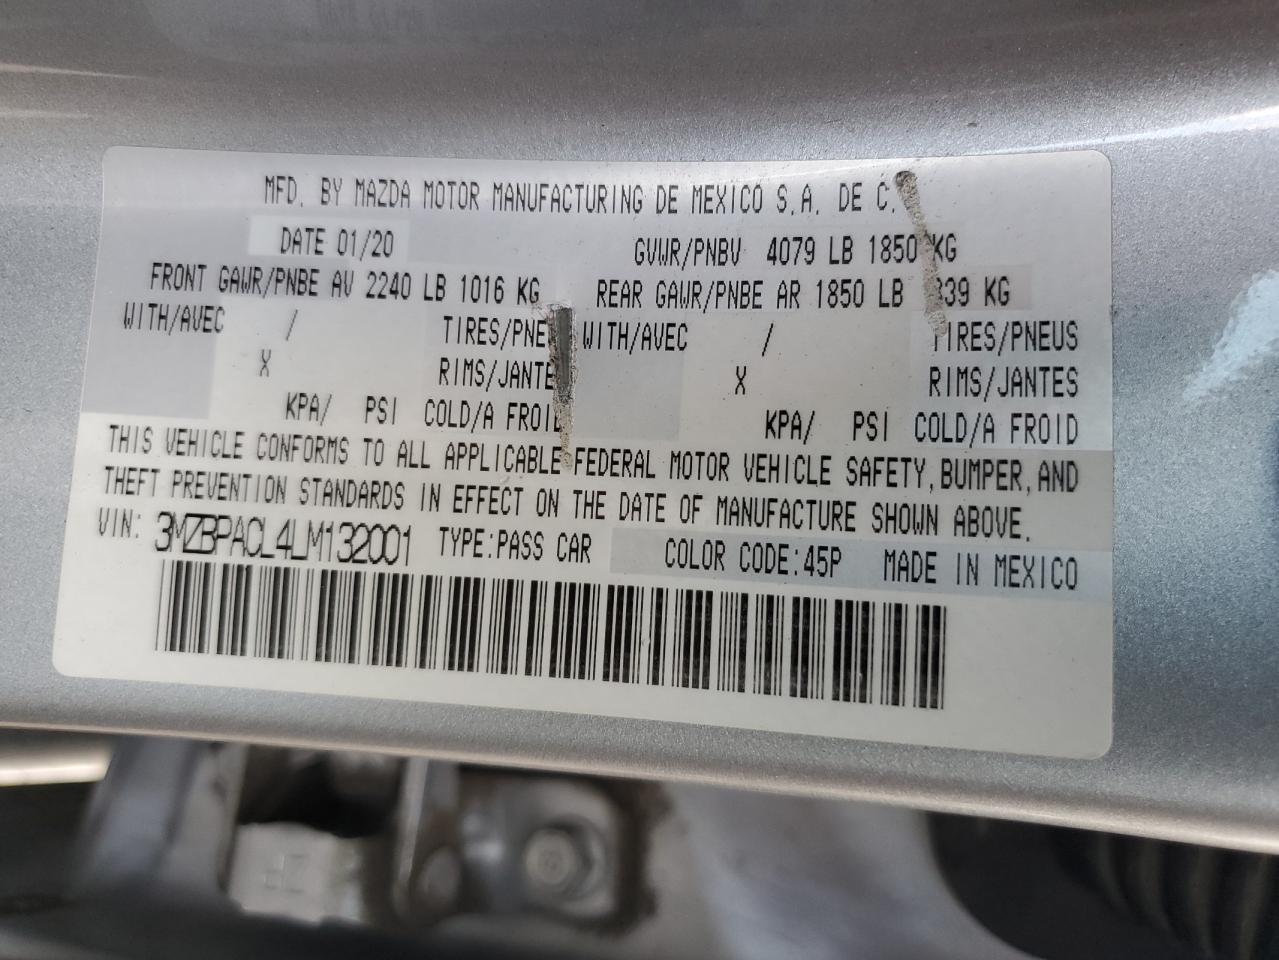 MFD. BY MAZDA MOTOR MANUFACTURING DE MEXICO S.A. DE C.
DATE 01/20 GVWR/PNBV 4079 LB 1850 KG
FRONT GAWR/PNBE AV 2240 LB 1016 KG REAR GAWR/PNBE AR 1850 LB KG
WITH/AVEC / TIRES/PNE WITH/AVEC / TIRES/PNEUS
X RIMS/JANTE X RIMS/JANTES
KPA/ PSI COLD/A FROID KPA/ PSI COLD/A FROID
THIS VEHICLE CONFORMS TO ALL APPLICABLE FEDERAL MOTOR VEHICLE SAFETY, BUMPER, AND
THEFT PREVENTION STANDARDS IN EFFECT ON THE DATE OF MANUFACTURE SHOWN ABOVE.
VIN: 3MZBPACL4LM132001 TYPE:PASS CAR COLOR CODE:45P MADE IN MEXICO